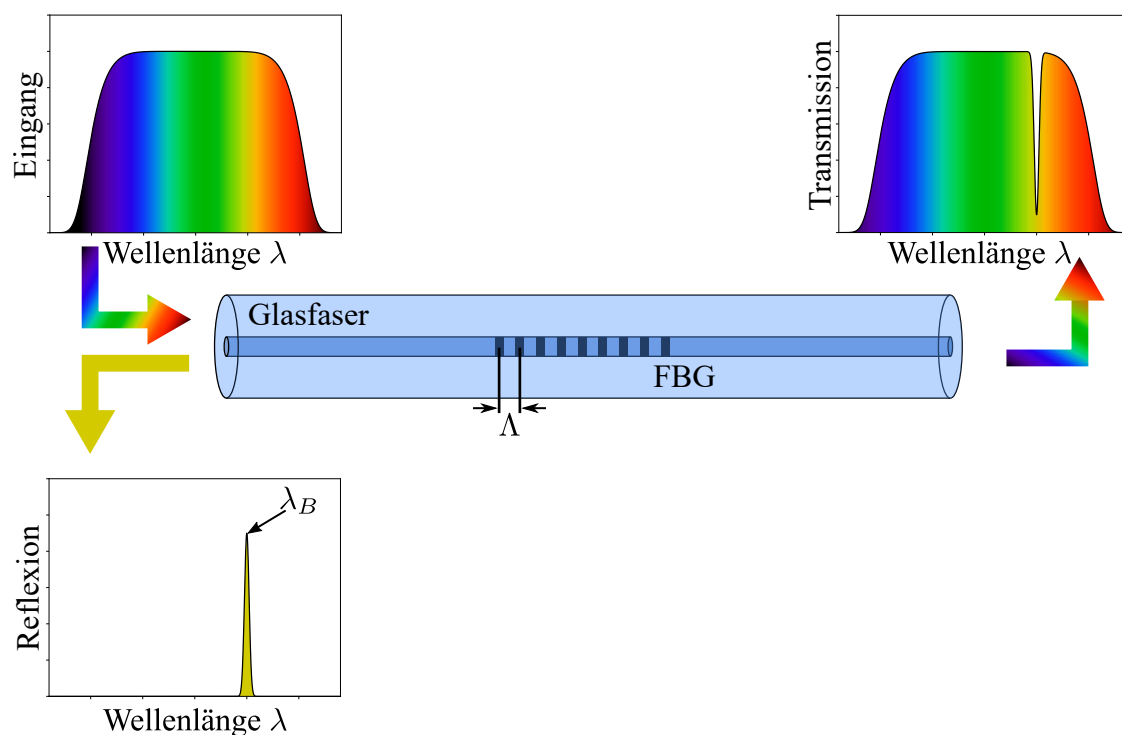 Eingang
Wellenlänge λ
Transmission
Wellenlänge λ
Glasfaser
FBG
Λ
λ_B
Reflexion
Wellenlänge λ